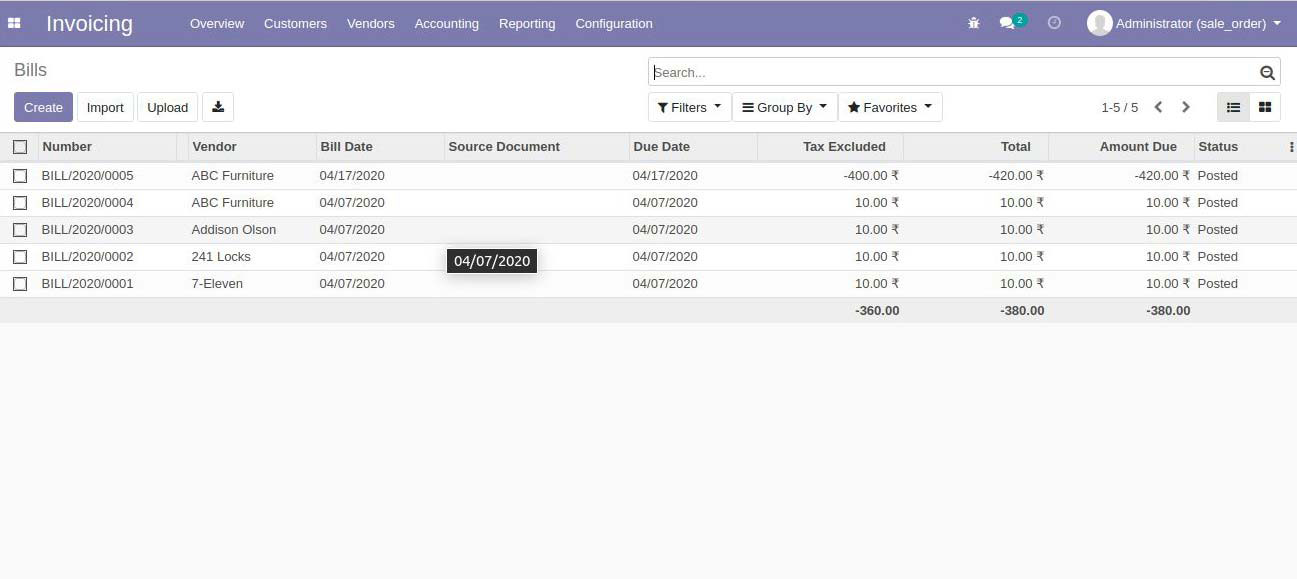 Invoicing Overview Customers Vendors Accounting Reporting Configuration 2 Administrator (sale_order)
Bills Search...
Create Import Upload Filters Group By Favorites 1-5 / 5
Number Vendor Bill Date Source Document Due Date Tax Excluded Total Amount Due Status
BILL/2020/0005 ABC Furniture 04/17/2020 04/17/2020 -400.00 ₹ -420.00 ₹ -420.00 ₹ Posted
BILL/2020/0004 ABC Furniture 04/07/2020 04/07/2020 10.00 ₹ 10.00 ₹ 10.00 ₹ Posted
BILL/2020/0003 Addison Olson 04/07/2020 04/07/2020 10.00 ₹ 10.00 ₹ 10.00 ₹ Posted
BILL/2020/0002 241 Locks 04/07/2020 04/07/2020 04/07/2020 10.00 ₹ 10.00 ₹ 10.00 ₹ Posted
BILL/2020/0001 7-Eleven 04/07/2020 04/07/2020 10.00 ₹ 10.00 ₹ 10.00 ₹ Posted
-360.00 -380.00 -380.00